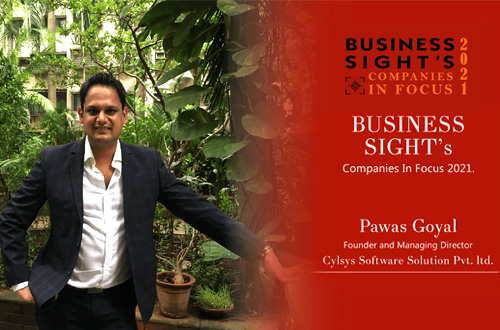 BUSINESS
SIGHT'S
2021
COMPANIES
IN FOCUS
BUSINESS
SIGHT's
Companies In Focus 2021.
Pawas Goyal
Founder and Managing Director
Cylsys Software Solution Pvt. ltd.